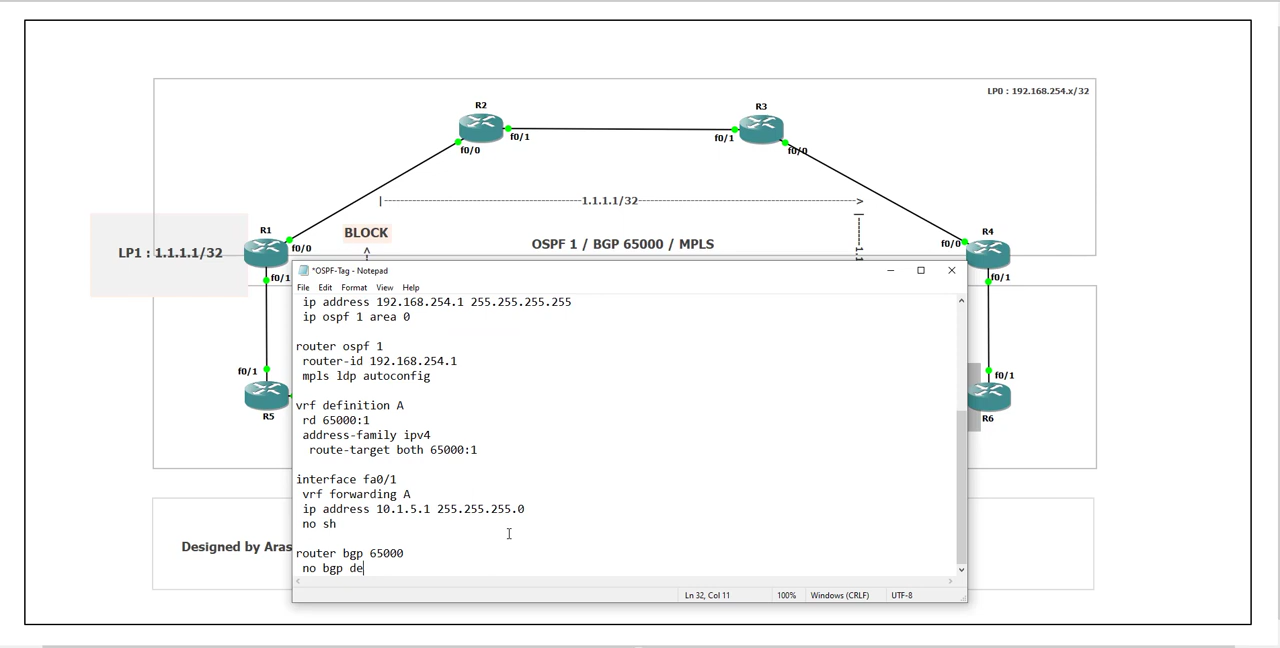 LP0 : 192.168.254.x/32
R2
R3
f0/1
f0/1
f0/0
f0/0
1.1.1.1/32
R1
BLOCK
R4
LP1 : 1.1.1.1/32
f0/0
OSPF 1 / BGP 65000 / MPLS
f0/0
f0/1
f0/1
*OSPF-Tag - Notepad
File Edit Format View Help
ip address 192.168.254.1 255.255.255.255
ip ospf 1 area 0
router ospf 1
router-id 192.168.254.1
mpls ldp autoconfig
f0/1
f0/1
vrf definition A
rd 65000:1
R5
R6
address-family ipv4
route-target both 65000:1
interface fa0/1
vrf forwarding A
ip address 10.1.5.1 255.255.255.0
no sh
Designed by Aras
router bgp 65000
no bgp de
Ln 32, Col 11 100% Windows (CRLF) UTF-8